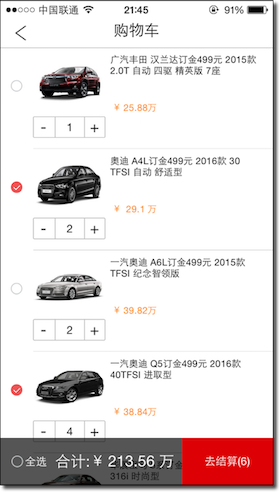 中国联通 21:45 91%
购物车
广汽丰田 汉兰达订金499元 2015款
2.0T 自动 四驱 精英版 7座
¥ 25.88万
- 1 +
奥迪 A4L订金499元 2016款 30
TFSI 自动 舒适型
¥ 29.1 万
- 2 +
一汽奥迪 A6L订金499元 2015款
TFSI 纪念智领版
¥ 39.82万
- 2 +
一汽奥迪 Q5订金499元 2016款
40TFSI 进取型
¥ 38.84万
- 4 +
全选 合计:¥ 213.56 万 去结算(6)
316i 时尚型